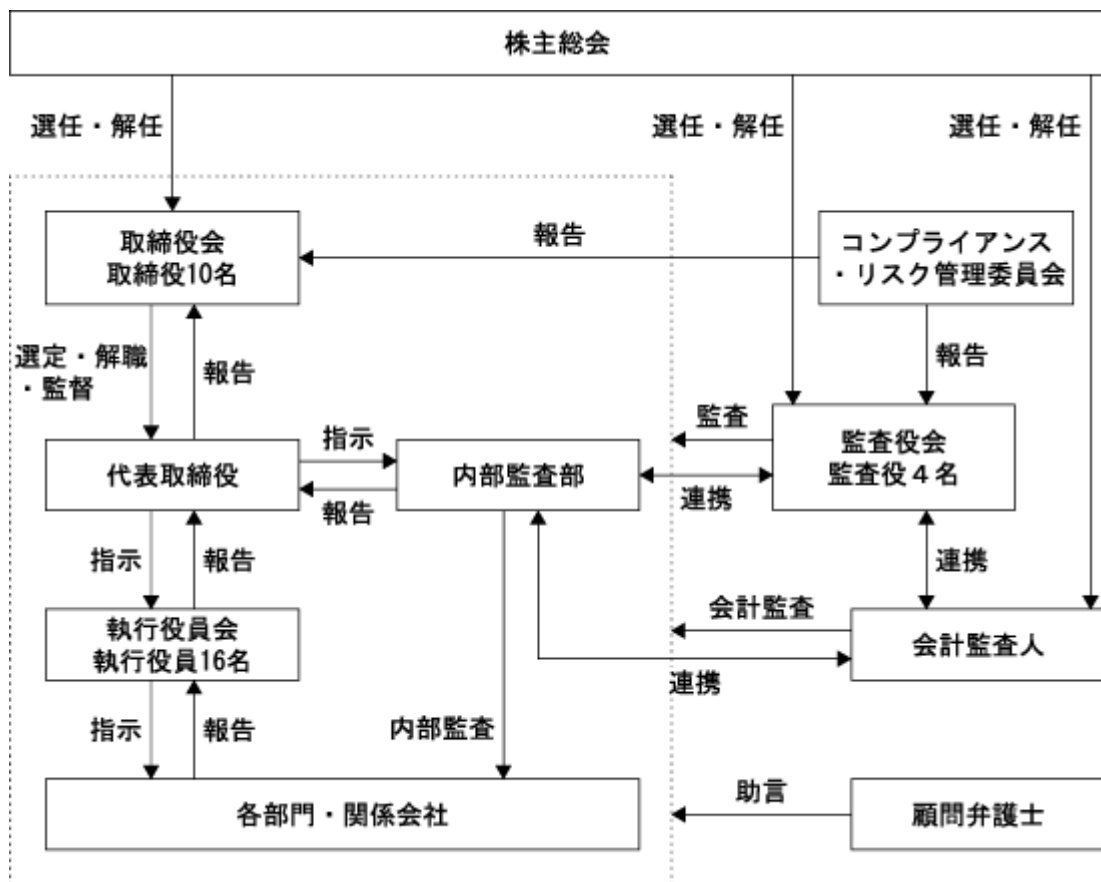 株主総会
選任・解任
選任・解任
選任・解任
取締役会
取締役10名
報告
コンプライアンス
・リスク管理委員会
選定・解職
・監督
報告
報告
監査
監査役会
監査役4名
代表取締役
指示
報告
内部監査部
連携
指示
報告
連携
執行役員会
執行役員16名
会計監査
会計監査人
連携
指示
報告
内部監査
各部門・関係会社
助言
顧問弁護士